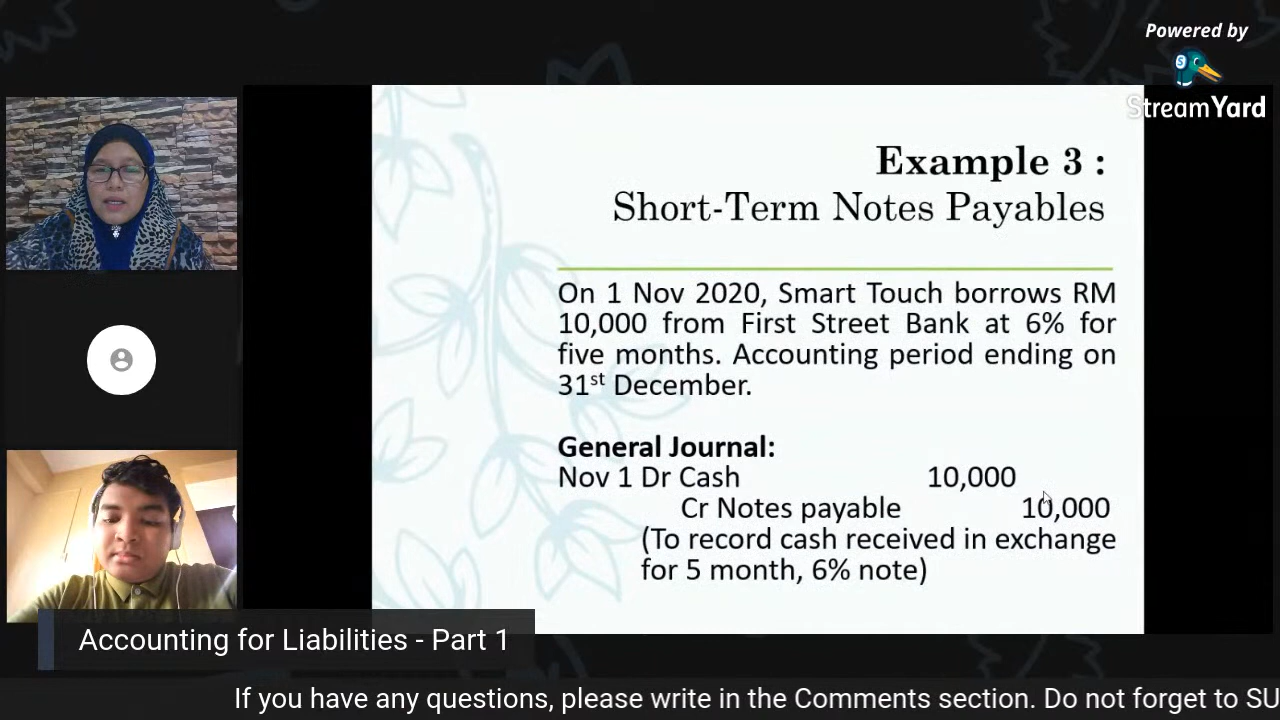 Powered by
StreamYard
Example 3 :
Short-Term Notes Payables
On 1 Nov 2020, Smart Touch borrows RM
10,000 from First Street Bank at 6% for
five months. Accounting period ending on
31st December.
General Journal:
Nov 1 Dr Cash 10,000
Cr Notes payable 10,000
(To record cash received in exchange
for 5 month, 6% note)
Accounting for Liabilities - Part 1
If you have any questions, please write in the Comments section. Do not forget to SU